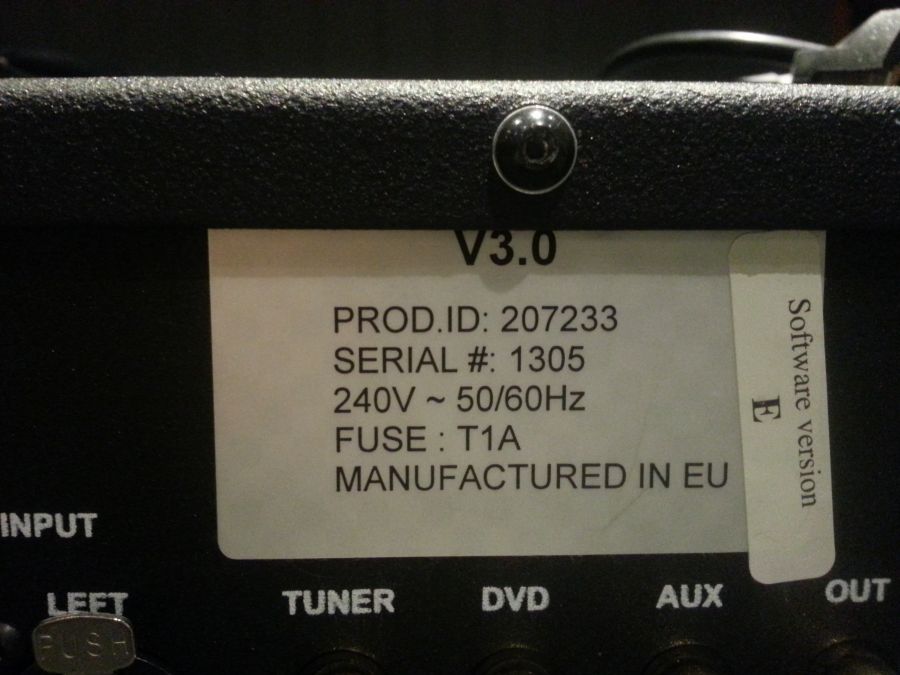 V3.0
PROD.ID: 207233
SERIAL #: 1305
240V ~ 50/60Hz
FUSE : T1A
MANUFACTURED IN EU
Software version
E
INPUT
LEFT
TUNER
DVD
AUX
OUT
PUSH